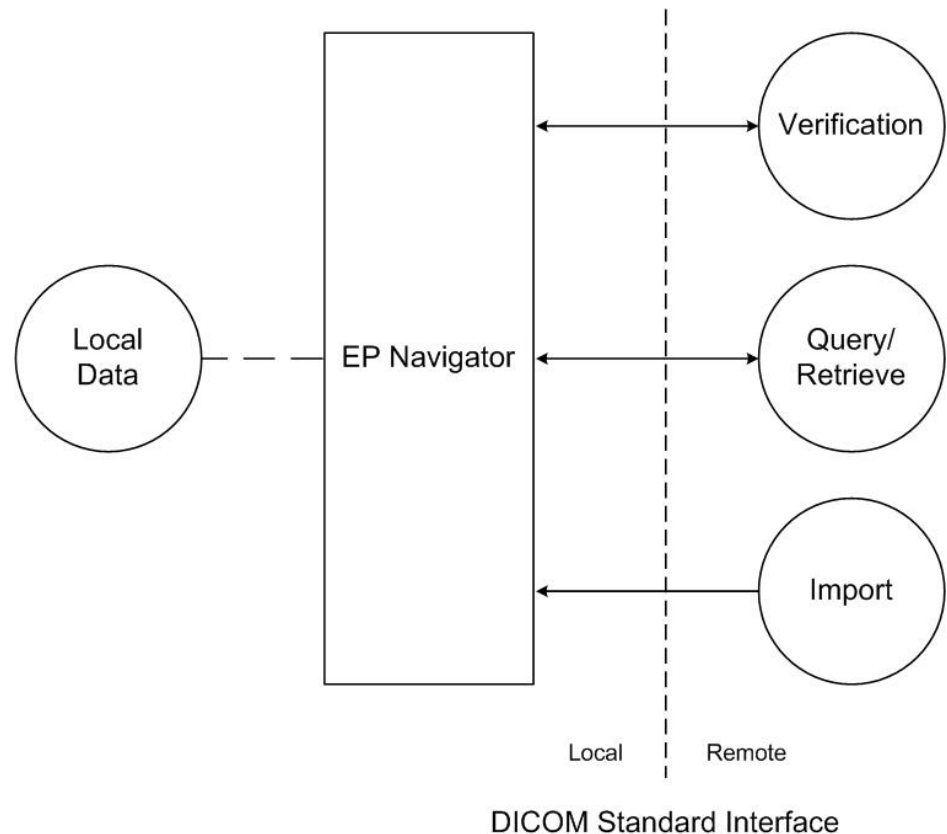 Verification
Local
Data
EP Navigator
Query/
Retrieve
Import
Local
Remote
DICOM Standard Interface